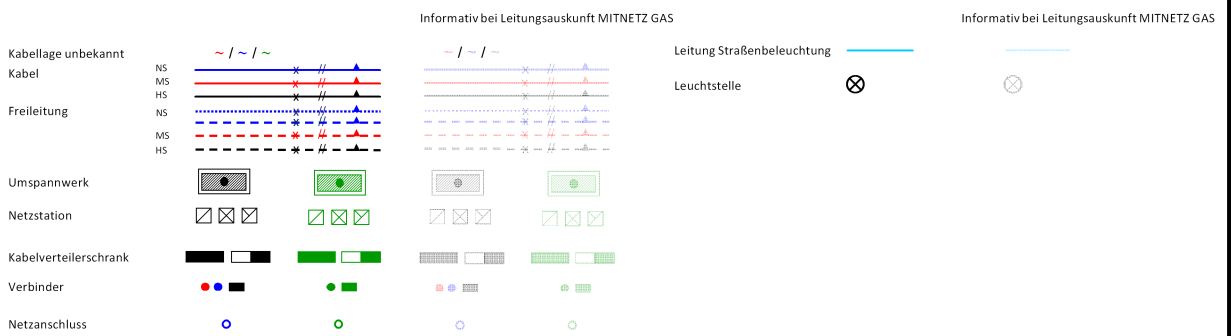 Informativ bei Leitungsauskunft MITNETZ GAS
Informativ bei Leitungsauskunft MITNETZ GAS
Kabellage unbekannt ~ / ~ / ~ ~ / ~ / ~
Leitung Straßenbeleuchtung
Kabel
NS
MS
HS
Leuchtstelle
Freileitung
NS
MS
HS
Umspannwerk
Netzstation
Kabelverteilerschrank
Verbinder
Netzanschluss